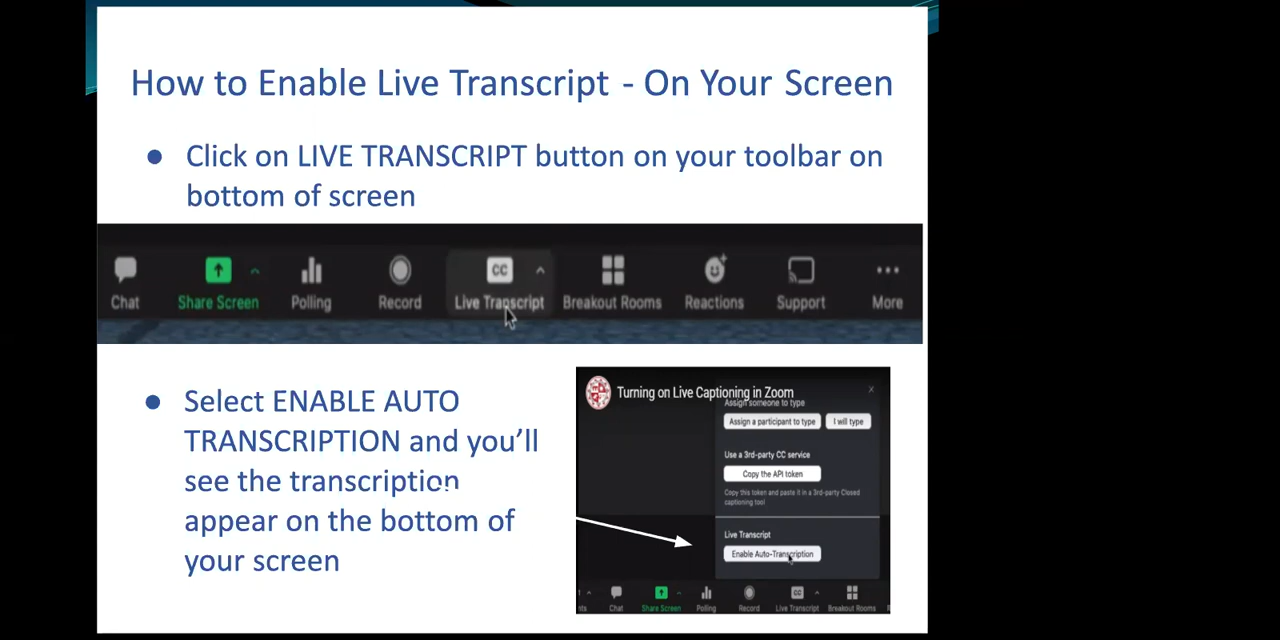 How to Enable Live Transcript - On Your Screen
● Click on LIVE TRANSCRIPT button on your toolbar on
bottom of screen
Chat Share Screen Polling Record CC Live Transcript Breakout Rooms Reactions Support More
● Select ENABLE AUTO
TRANSCRIPTION and you'll
see the transcription
appear on the bottom of
your screen
Turning on Live Captioning in Zoom
Assign someone to type
Assign a participant to type I will type
Use a 3rd-party CC service
Copy the API token
Copy this token and paste it in a 3rd-party Closed
captioning tool
Live Transcript
Enable Auto-Transcription
Chat Share Screen Polling Record CC Live Transcript Breakout Rooms